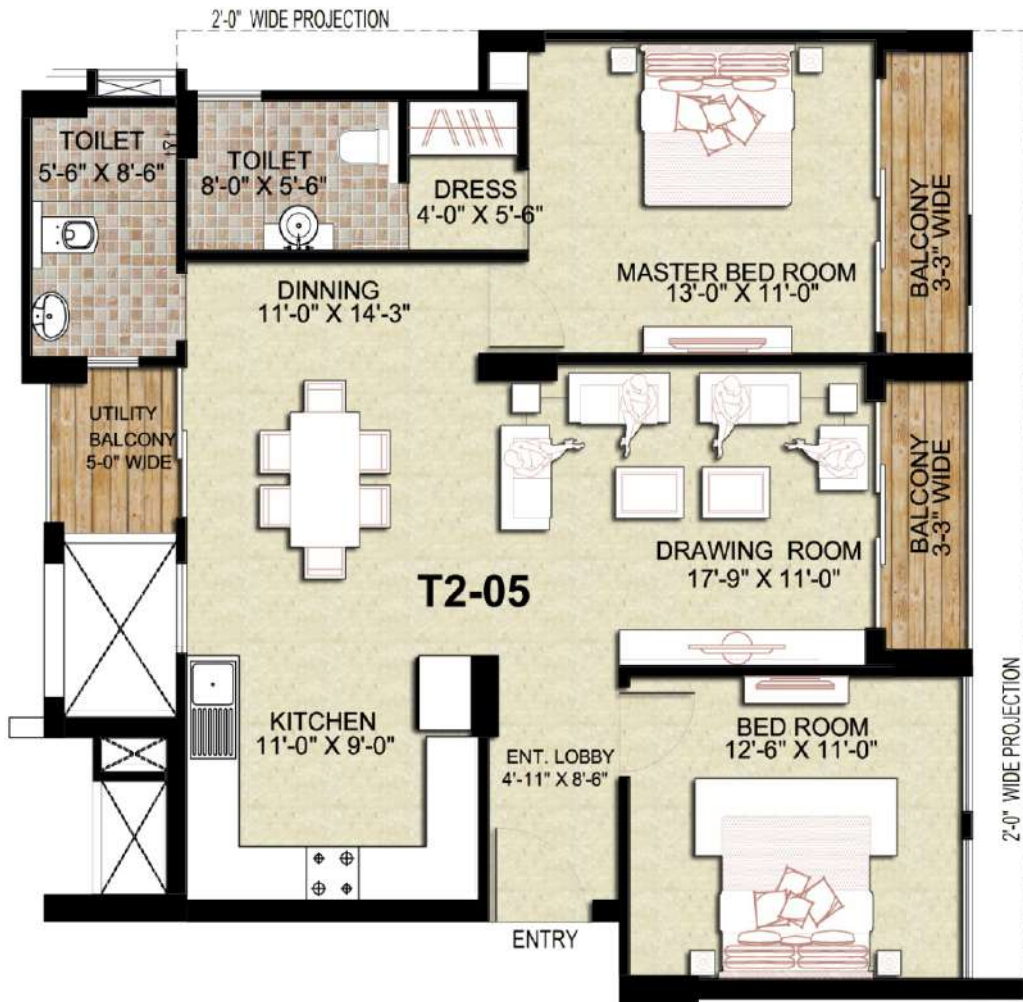 2'-0" WIDE PROJECTION
TOILET
5'-6" X 8'-6"
TOILET
8'-0" X 5'-6"
DRESS
4'-0" X 5'-6"
MASTER BED ROOM
13'-0" X 11'-0"
BALCONY
3-3" WIDE
DINNING
11'-0" X 14'-3"
UTILITY
BALCONY
5-0" WIDE
BALCONY
3-3" WIDE
DRAWING ROOM
17'-9" X 11'-0"
T2-05
KITCHEN
11'-0" X 9'-0"
ENT. LOBBY
4'-11" X 8'-6"
BED ROOM
12'-6" X 11'-0"
2'-0" WIDE PROJECTION
ENTRY